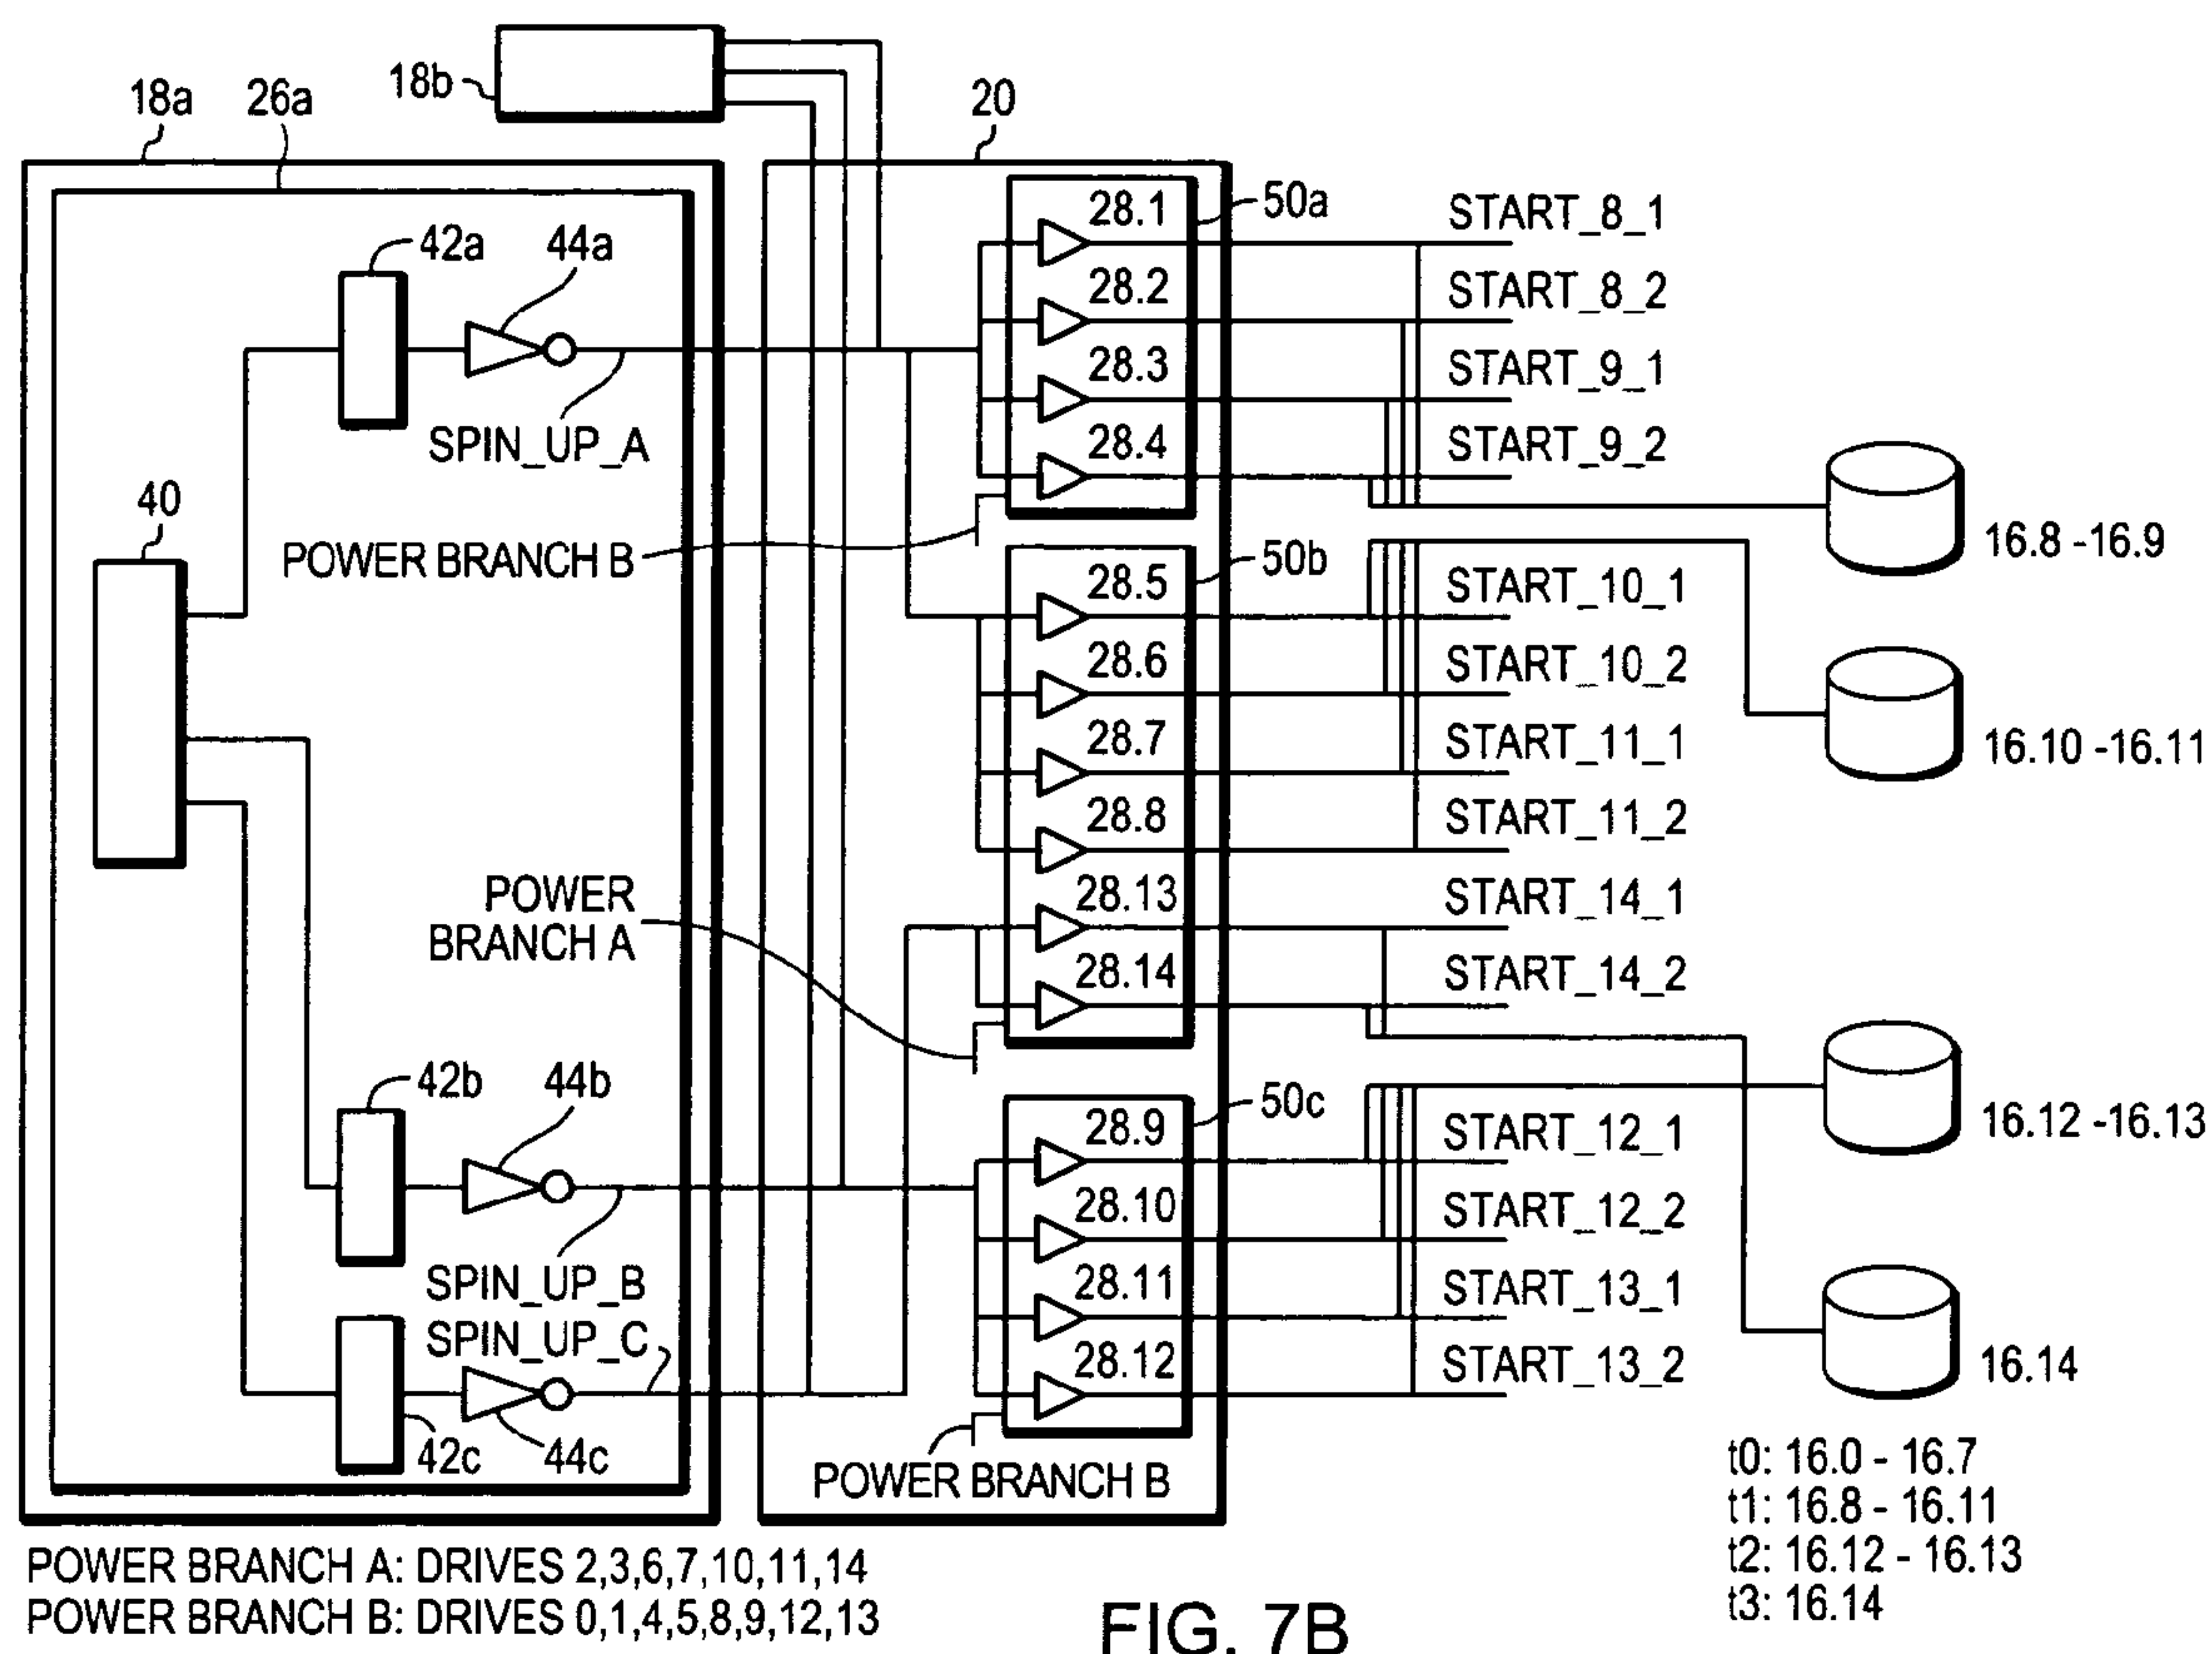 18a
26a
18b
20
42a
44a
SPIN_UP_A
40
POWER BRANCH B
POWER
BRANCH A
42b
44b
SPIN_UP_B
SPIN_UP_C
42c
44c
28.1
28.2
28.3
28.4
50a
28.5
28.6
28.7
28.8
28.13
28.14
50b
28.9
28.10
28.11
28.12
50c
POWER BRANCH B
START_8_1
START_8_2
START_9_1
START_9_2
START_10_1
START_10_2
START_11_1
START_11_2
START_14_1
START_14_2
START_12_1
START_12_2
START_13_1
START_13_2
16.8 -16.9
16.10 -16.11
16.12 -16.13
16.14
t0: 16.0 - 16.7
t1: 16.8 - 16.11
t2: 16.12 - 16.13
t3: 16.14
POWER BRANCH A: DRIVES 2,3,6,7,10,11,14
POWER BRANCH B: DRIVES 0,1,4,5,8,9,12,13
FIG. 7B